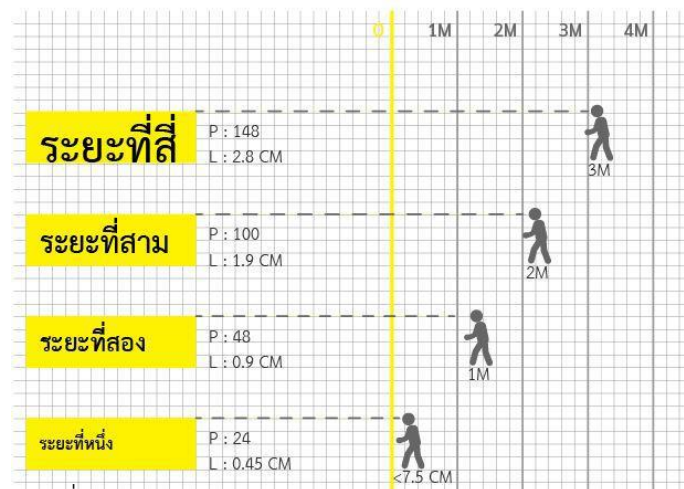 0 1M 2M 3M 4M
ระยะที่สี่
P : 148
L : 2.8 CM
3M
ระยะที่สาม
P : 100
L : 1.9 CM
2M
ระยะที่สอง
P : 48
L : 0.9 CM
1M
ระยะที่หนึ่ง
P : 24
L : 0.45 CM
<7.5 CM